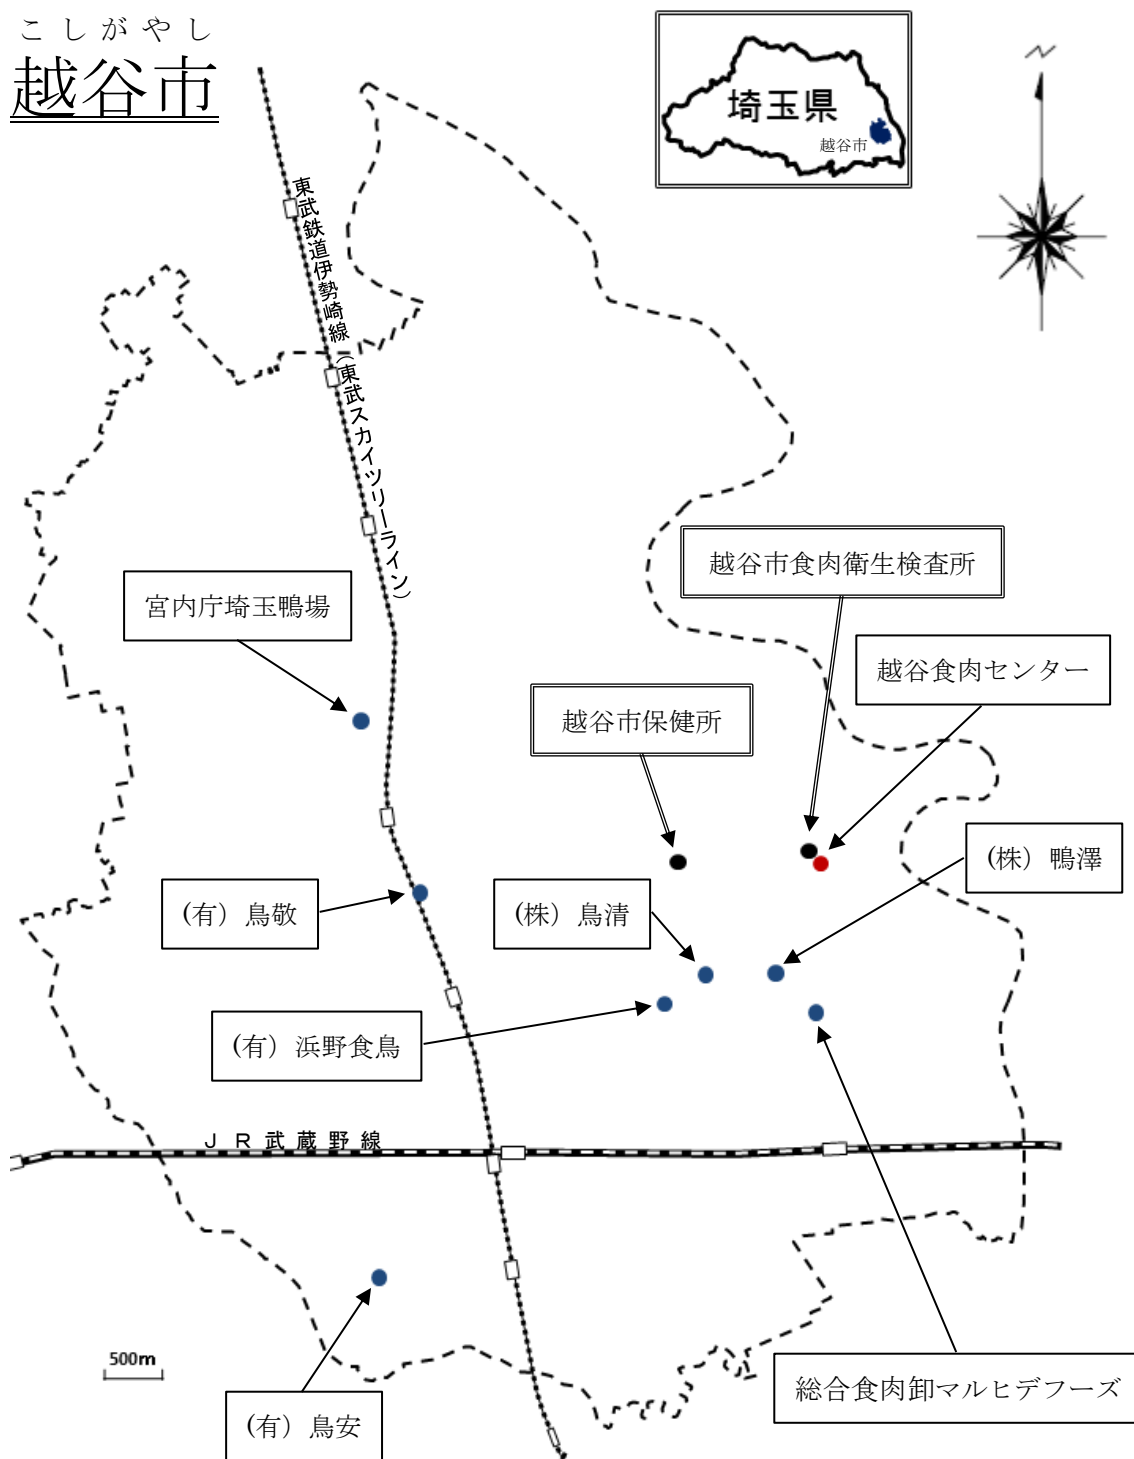 こしがやし
越谷市
埼玉県
越谷市
東武鉄道伊勢崎線（東武スカイツリーライン）
越谷市食肉衛生検査所
宮内庁埼玉鴨場
越谷食肉センター
越谷市保健所
(株) 鴨澤
(有) 鳥敬
(株) 鳥清
(有) 浜野食鳥
ＪＲ武蔵野線
500m
総合食肉卸マルヒデフーズ
(有) 鳥安